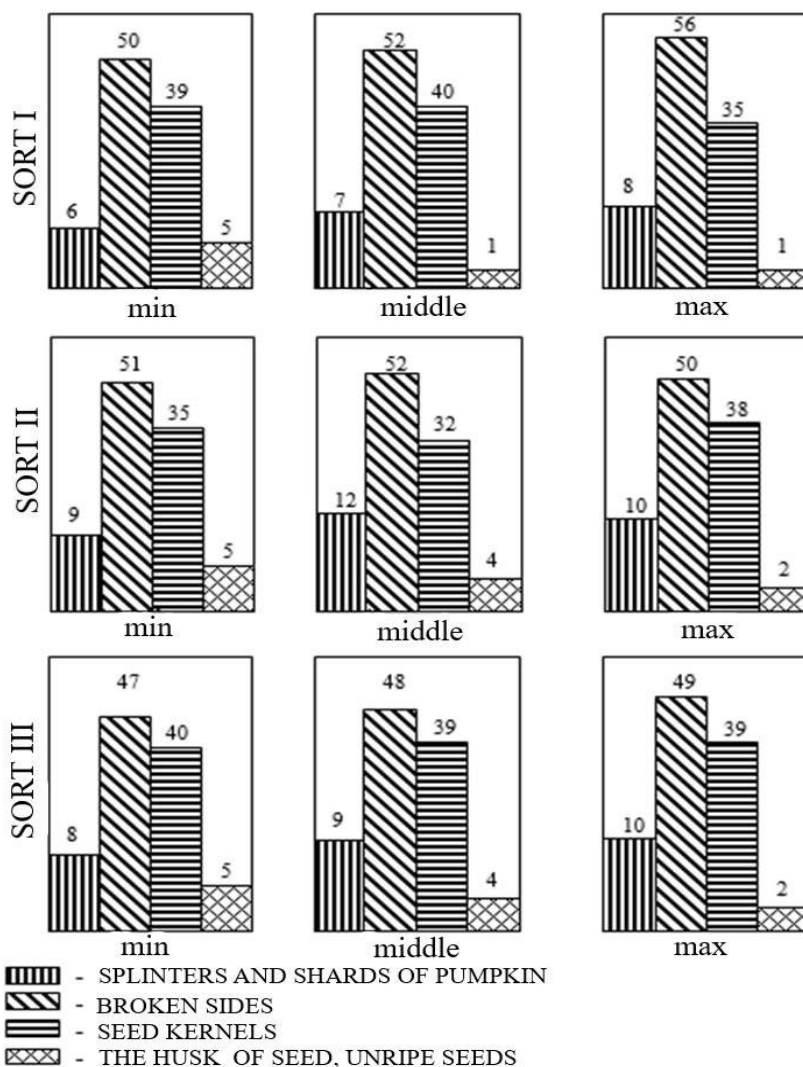 SORT I
50
39
6
5
min
52
40
7
1
middle
56
35
8
1
max
SORT II
51
35
9
5
min
52
32
12
4
middle
50
38
10
2
max
SORT III
47
40
8
5
min
48
39
9
4
middle
49
39
10
2
max
- SPLINTERS AND SHARDS OF PUMPKIN
- BROKEN SIDES
- SEED KERNELS
- THE HUSK OF SEED, UNRIPE SEEDS